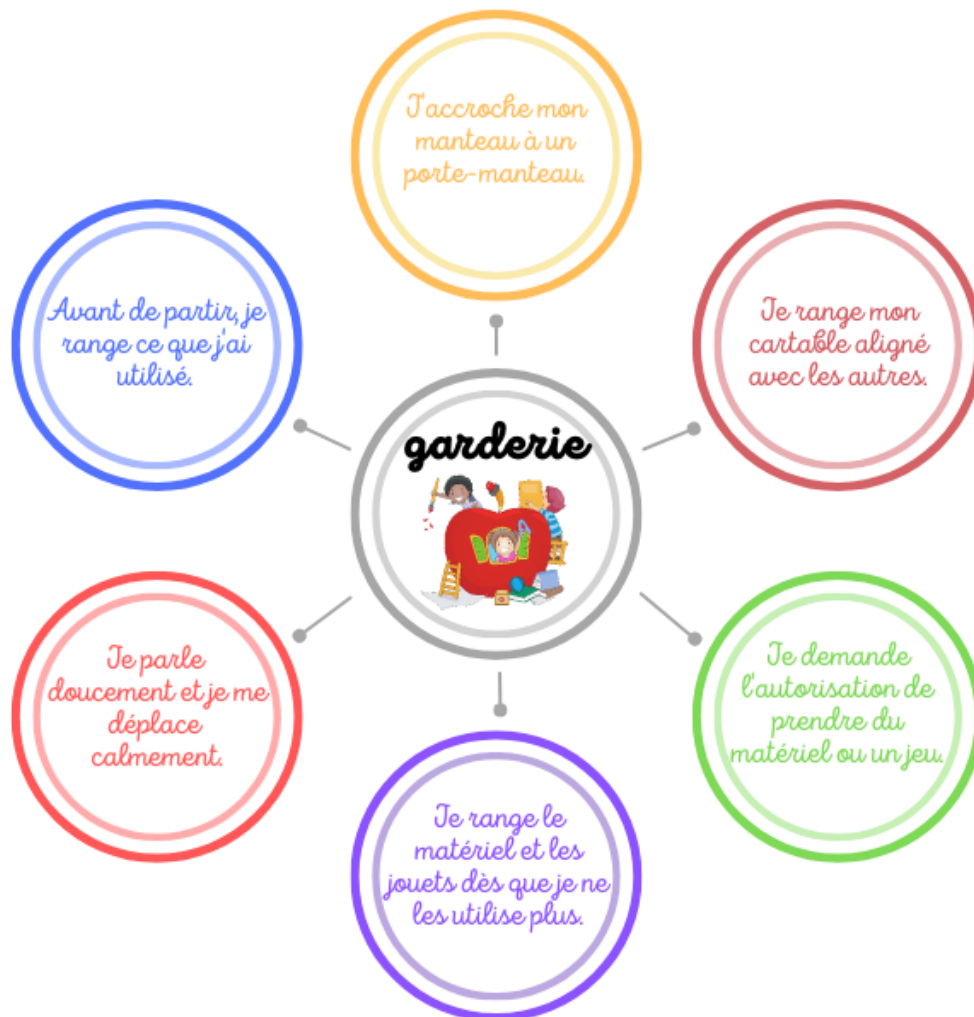 J'accroche mon
manteau à un
porte-manteau.
Avant de partir, je
range ce que j'ai
utilisé.
Je range mon
cartable aligné
avec les autres.
garderie
Je parle
doucement et je me
déplace
calmement.
Je demande
l'autorisation de
prendre du
matériel ou un jeu.
Je range le
matériel et les
jouets dès que je ne
les utilise plus.